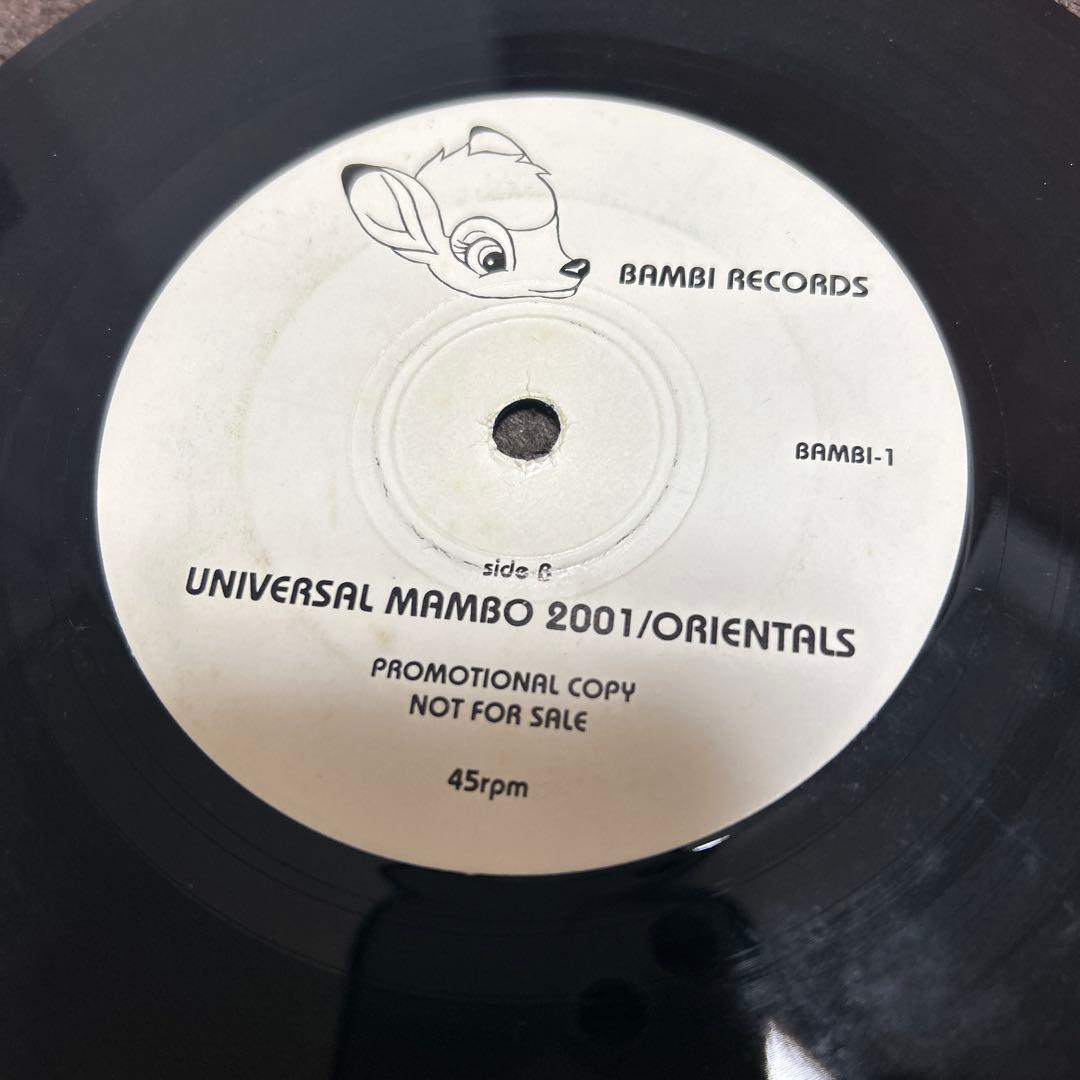 BAMBI RECORDS
BAMBI-1
side B
UNIVERSAL MAMBO 2001/ORIENTALS
PROMOTIONAL COPY
NOT FOR SALE
45rpm